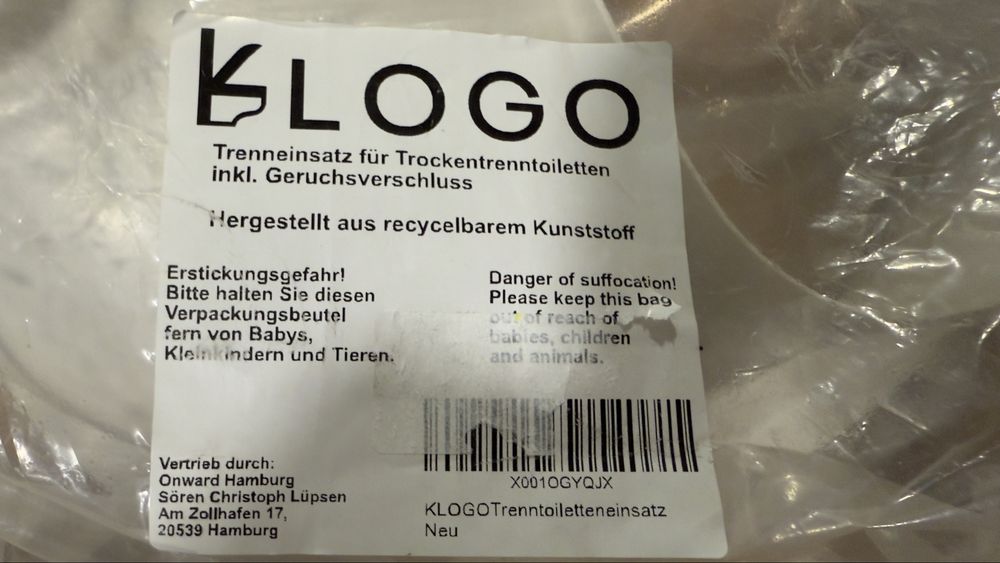 KLOGO
Trenneinsatz für Trockentrenntoiletten
inkl. Geruchsverschluss
Hergestellt aus recycelbarem Kunststoff
Erstickungsgefahr!
Bitte halten Sie diesen
Verpackungsbeutel
fern von Babys,
Kleinkindern und Tieren.
Danger of suffocation!
Please keep this bag
out of reach of
babies, children
and animals.
Vertrieb durch:
Onward Hamburg
Sören Christoph Lüpsen
Am Zollhafen 17,
20539 Hamburg
X001OGYQJX
KLOGOTrenntoiletteneinsatz
Neu